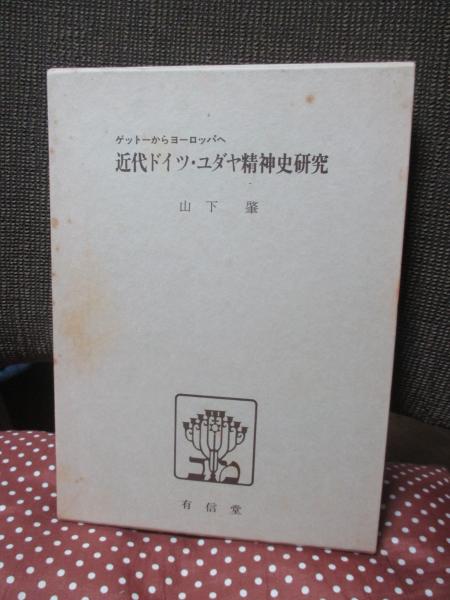 ゲットーからヨーロッパへ
近代ドイツ・ユダヤ精神史研究
山下 肇
有信堂